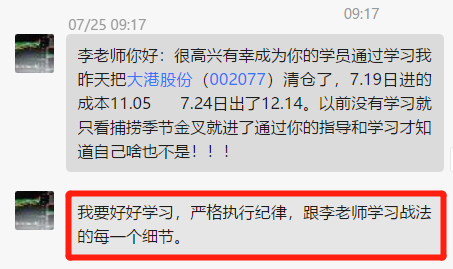 09:17
07/25 09:17
李老师你好：很高兴有幸成为你的学员通过学习我
昨天把大港股份（002077）清仓了，7.19日进的
成本11.05 7.24日出了12.14。以前没有学习就
只看捕捞季节金叉就进了通过你的指导和学习才知
道自己啥也不是！！！
我要好好学习，严格执行纪律，跟李老师学习战法
的每一个细节。